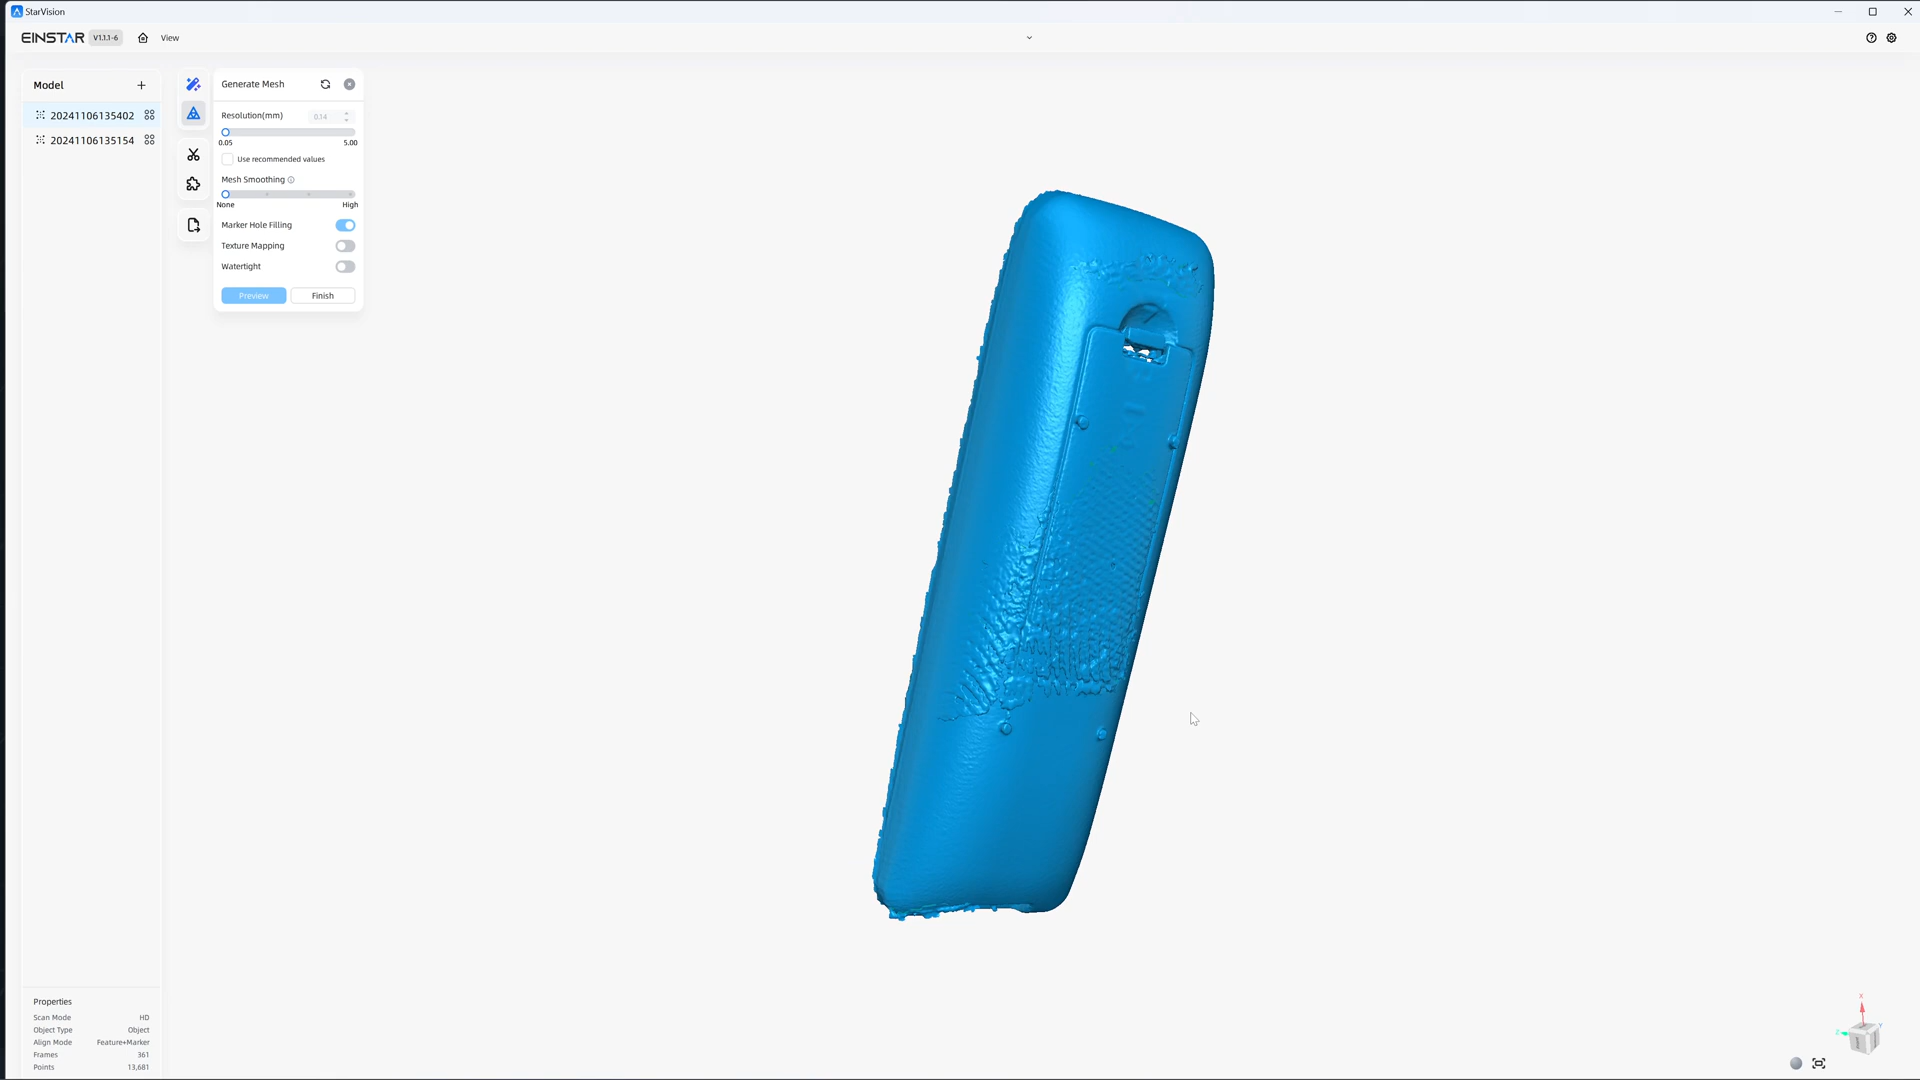 StarVision
EINSTAR V1.1.1-6 View
Model +
20241106135402
20241106135154
Generate Mesh
Resolution(mm) 0.14
0.05 5.00
Use recommended values
Mesh Smoothing
None High
Marker Hole Filling
Texture Mapping
Watertight
Preview Finish
Properties
Scan Mode HD
Object Type Object
Align Mode Feature+Marker
Frames 361
Points 13,681
X
Y
Z